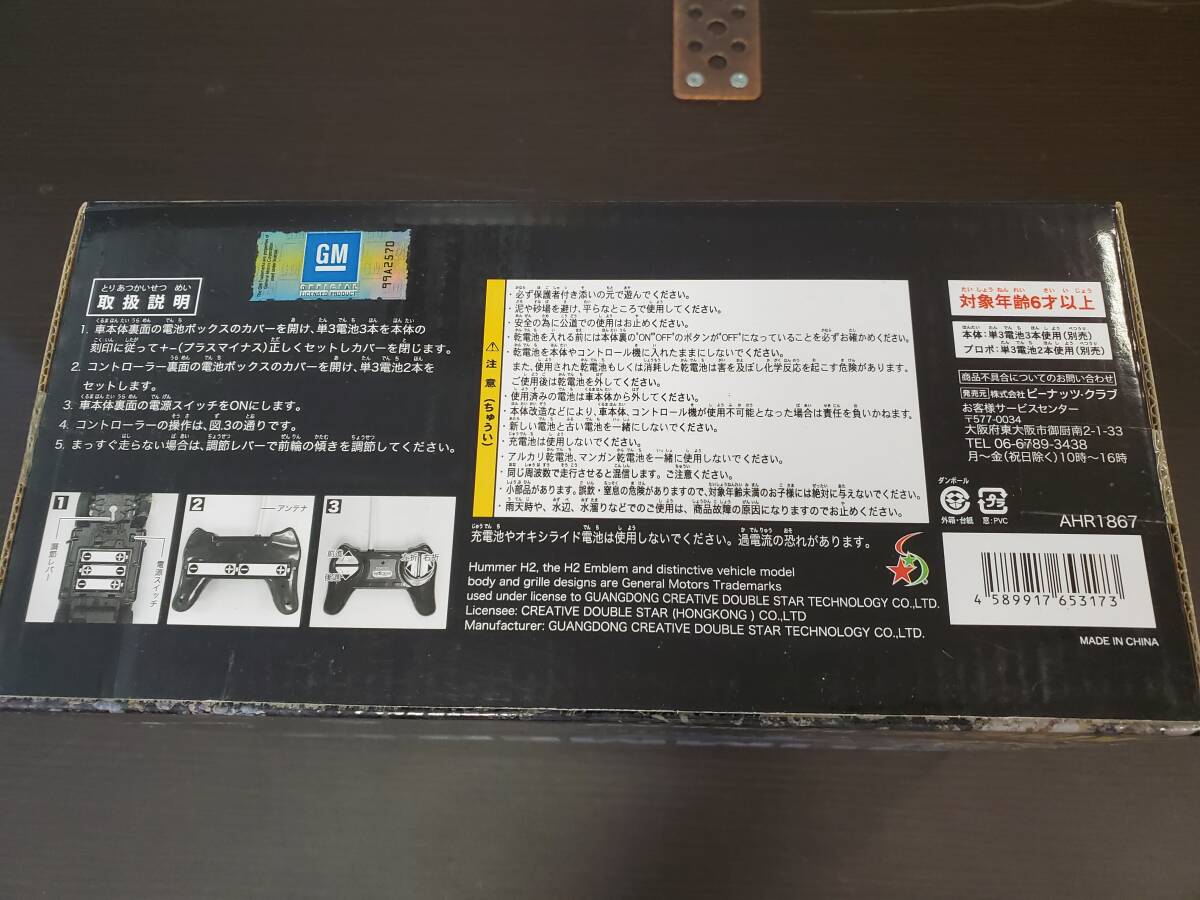 GM
OFFICIAL
LICENSED PRODUCT
99A2570
とりあつかいせつめい
取扱説明
1. 車本体裏面の電池ボックスのカバーを開け、単3電池3本を本体の
刻印に従って+−(プラスマイナス)正しくセットしカバーを閉じます。
2. コントローラー裏面の電池ボックスのカバーを開け、単3電池2本を
セットします。
3. 車本体裏面の電源スイッチをONにします。
4. コントローラーの操作は、図.3の通りです。
5. まっすぐ走らない場合は、調節レバーで前輪の傾きを調節してください。
1
調節レバー
電源スイッチ
2
アンテナ
3
前進
後進
左折
右折
注意(ちゅうい)
・必ず保護者付き添いの元で遊んでください。
・泥や砂場を避け、平らなところで使用してください。
・安全の為に公道での使用はお止めください。
・乾電池を入れる前には本体裏の"ON""OFF"のボタンが"OFF"になっていることを必ずお確かめください。
・乾電池を本体やコントロール機に入れたままにしないでください。
また、使用された乾電池もしくは消耗した乾電池は害を及ぼし化学反応を起こす危険があります。
ご使用後は乾電池を外してください。
・使用済みの電池は車本体から外してください。
・本体改造などにより、車本体、コントロール機が使用不可能となった場合は責任を負いかねます。
・新しい電池と古い電池を一緒にしないでください。
・充電池は使用しないでください。
・アルカリ乾電池、マンガン乾電池を一緒に使用しないでください。
・同じ周波数で走行させると混信します。ご注意ください。
・小部品があります。誤飲・窒息の危険がありますので、対象年齢未満のお子様には絶対に与えないでください。
・雨天時や、水辺、水溜りなどでのご使用は、商品故障の原因になりますのでお止めください。
充電池やオキシライド電池は使用しないでください。過電流の恐れがあります。
Hummer H2, the H2 Emblem and distinctive vehicle model
body and grille designs are General Motors Trademarks
used under license to GUANGDONG CREATIVE DOUBLE STAR TECHNOLOGY CO.,LTD.
Licensee: CREATIVE DOUBLE STAR (HONGKONG ) CO.,LTD
Manufacturer: GUANGDONG CREATIVE DOUBLE STAR TECHNOLOGY CO.,LTD.
たいしょうねんれい さいいじょう
対象年齢6才以上
本体:単3電池3本使用(別売)
プロポ:単3電池2本使用(別売)
商品不具合についてのお問い合わせ
発売元 株式会社 ピーナッツ・クラブ
お客様サービスセンター
〒577-0034
大阪府東大阪市御厨南2-1-33
TEL 06-6789-3438
月〜金(祝日除く)10時〜16時
ダンボール
外箱・台紙
窓:PVC
AHR1867
4 589917 653173
MADE IN CHINA